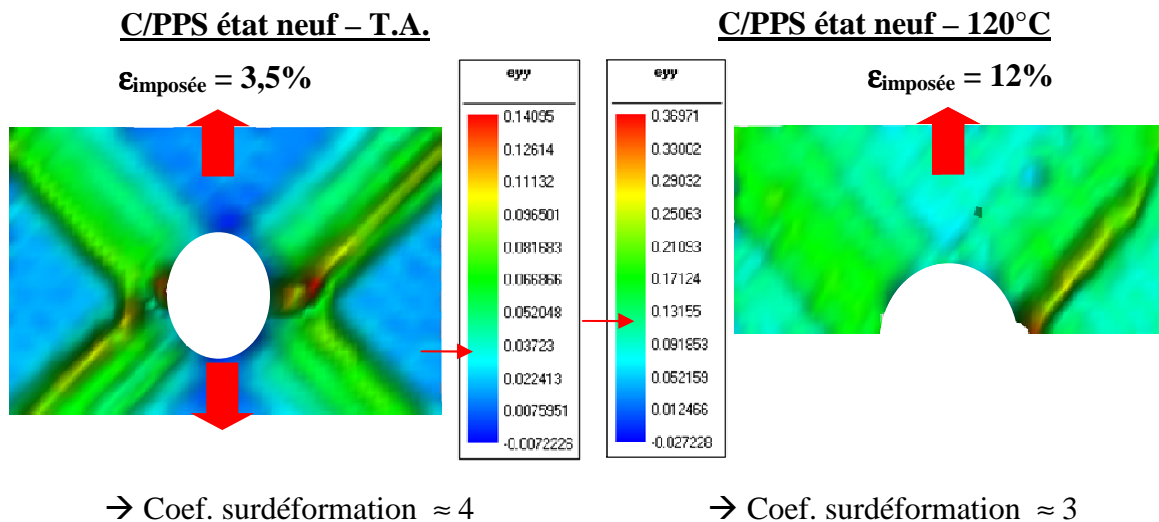 C/PPS état neuf – T.A.
C/PPS état neuf – 120°C
εimposée = 3,5%
εimposée = 12%
eyy
0.14095
0.12614
0.11132
0.096501
0.081683
0.066866
0.052048
0.03723
0.022413
0.0075951
-0.0072226
eyy
0.36971
0.33002
0.29032
0.25063
0.21093
0.17124
0.13155
0.091853
0.052159
0.012466
-0.027228
→ Coef. surdéformation ≈ 4
→ Coef. surdéformation ≈ 3